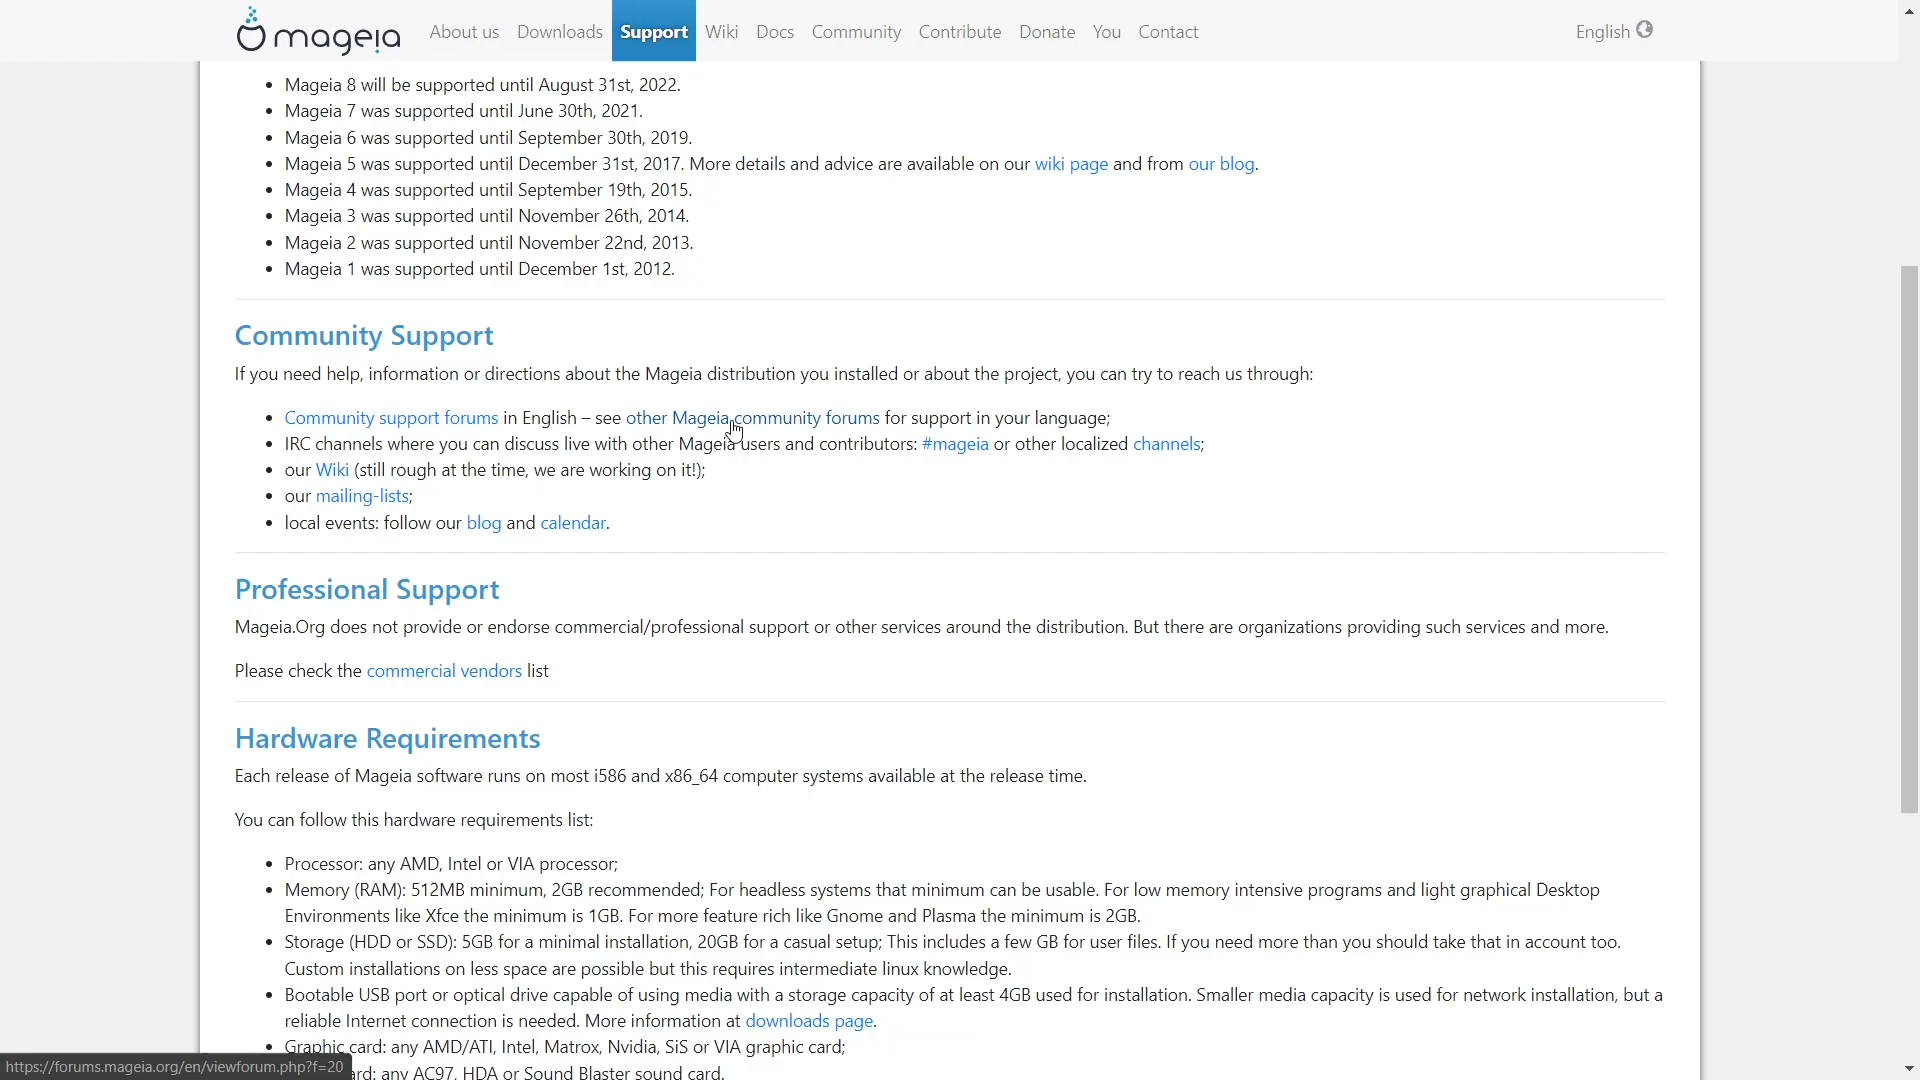 mageia About us Downloads Support Wiki Docs Community Contribute Donate You Contact English
Mageia 8 will be supported until August 31st, 2022.
Mageia 7 was supported until June 30th, 2021.
Mageia 6 was supported until September 30th, 2019.
Mageia 5 was supported until December 31st, 2017. More details and advice are available on our wiki page and from our blog.
Mageia 4 was supported until September 19th, 2015.
Mageia 3 was supported until November 26th, 2014.
Mageia 2 was supported until November 22nd, 2013.
Mageia 1 was supported until December 1st, 2012.
Community Support
If you need help, information or directions about the Mageia distribution you installed or about the project, you can try to reach us through:
Community support forums in English – see other Mageia community forums for support in your language;
IRC channels where you can discuss live with other Mageia users and contributors: #mageia or other localized channels;
our Wiki (still rough at the time, we are working on it!);
our mailing-lists;
local events: follow our blog and calendar.
Professional Support
Mageia.Org does not provide or endorse commercial/professional support or other services around the distribution. But there are organizations providing such services and more.
Please check the commercial vendors list
Hardware Requirements
Each release of Mageia software runs on most i586 and x86_64 computer systems available at the release time.
You can follow this hardware requirements list:
Processor: any AMD, Intel or VIA processor;
Memory (RAM): 512MB minimum, 2GB recommended; For headless systems that minimum can be usable. For low memory intensive programs and light graphical Desktop
Environments like Xfce the minimum is 1GB. For more feature rich like Gnome and Plasma the minimum is 2GB.
Storage (HDD or SSD): 5GB for a minimal installation, 20GB for a casual setup; This includes a few GB for user files. If you need more than you should take that in account too.
Custom installations on less space are possible but this requires intermediate linux knowledge.
Bootable USB port or optical drive capable of using media with a storage capacity of at least 4GB used for installation. Smaller media capacity is used for network installation, but a
reliable Internet connection is needed. More information at downloads page.
Graphic card: any AMD/ATI, Intel, Matrox, Nvidia, SiS or VIA graphic card;
any AC97, HDA or Sound Blaster sound card.
https://forums.mageia.org/en/viewforum.php?f=20